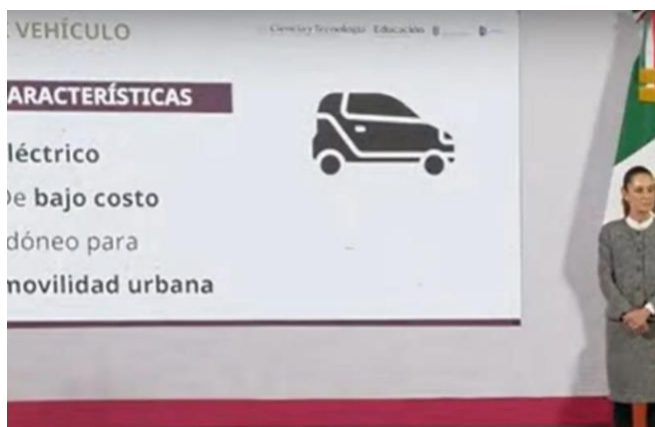 E VEHÍCULO
Ciencia y Tecnología Educación
ARACTERÍSTICAS
léctrico
De bajo costo
dóneo para
movilidad urbana